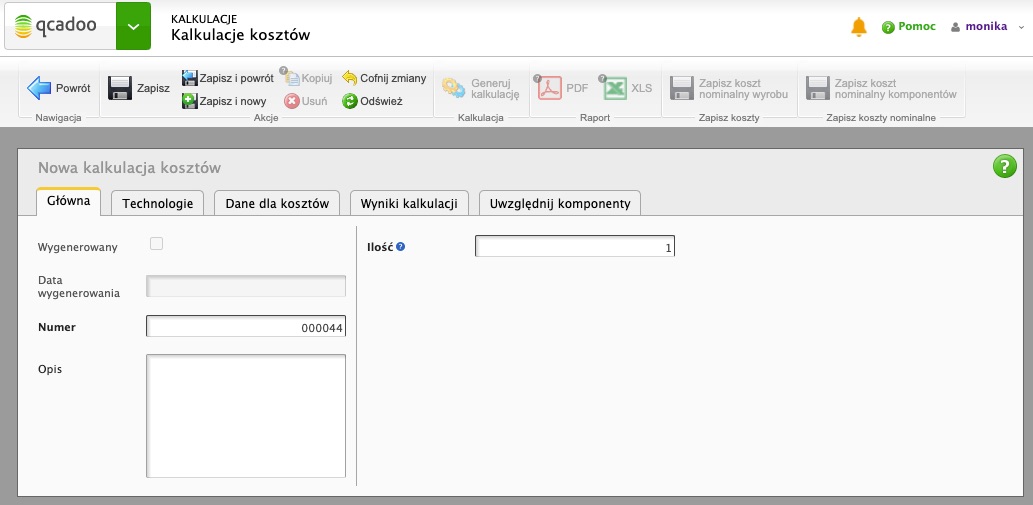 qcadoo
KALKULACJE
Kalkulacje kosztów
Pomoc
monika
Powrót
Nawigacja
Zapisz
Zapisz i powrót
Zapisz i nowy
Kopiuj
Usuń
Cofnij zmiany
Odśwież
Akcje
Generuj
kalkulację
Kalkulacja
PDF
XLS
Raport
Zapisz koszt
nominalny wyrobu
Zapisz koszty
Zapisz koszt
nominalny komponentów
Zapisz koszty nominalne
Nowa kalkulacja kosztów
Główna
Technologie
Dane dla kosztów
Wyniki kalkulacji
Uwzględnij komponenty
Wygenerowany
Data
wygenerowania
Numer
000044
Opis
Ilość
1